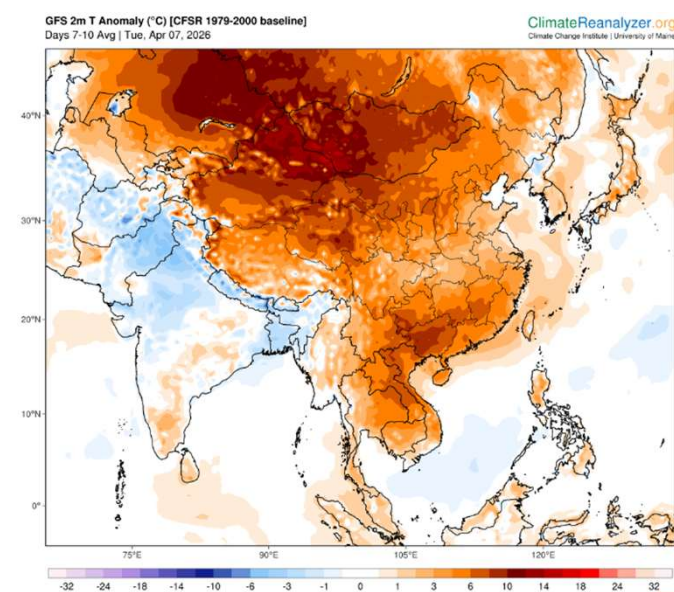 GFS 2m T Anomaly (°C) [CFSR 1979-2000 baseline]
ClimateReanalyzer.org
Days 7-10 Avg | Tue, Apr 07, 2026
Climate Change Institute | University of Maine
40°N
30°N
20°N
10°N
0°
75°E 90°E 105°E 120°E
-32 -24 -18 -14 -10 -6 -3 -1 0 1 3 6 10 14 18 24 32